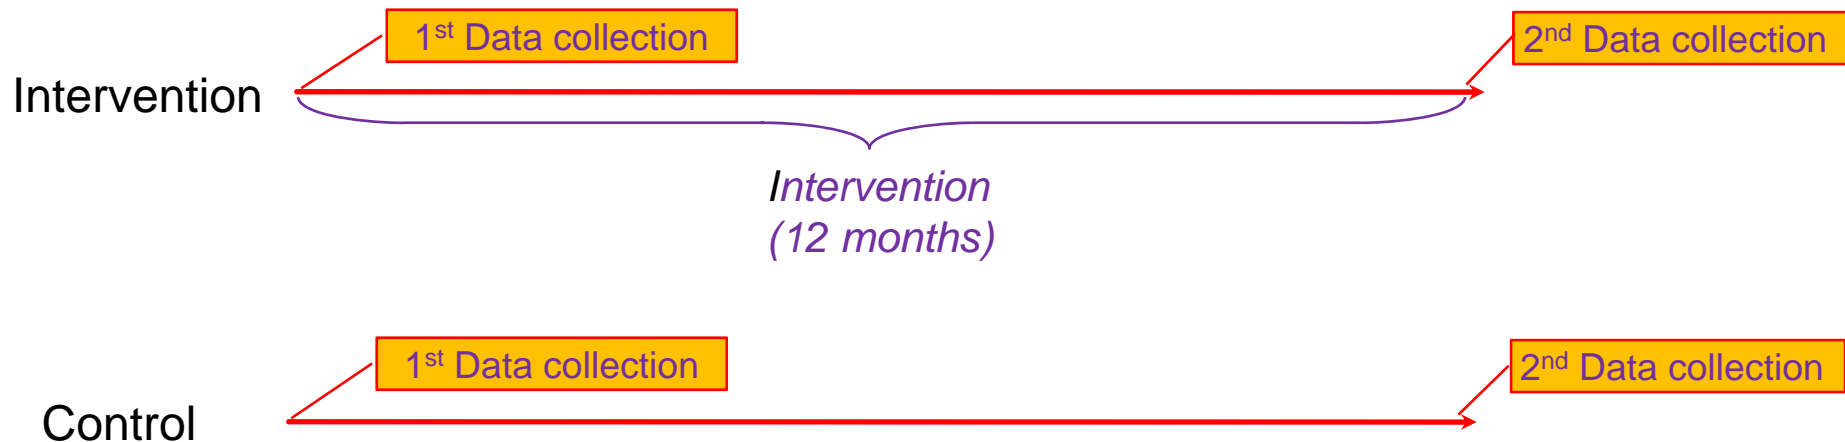 1st Data collection
2nd Data collection
Intervention
Intervention
(12 months)
1st Data collection
2nd Data collection
Control